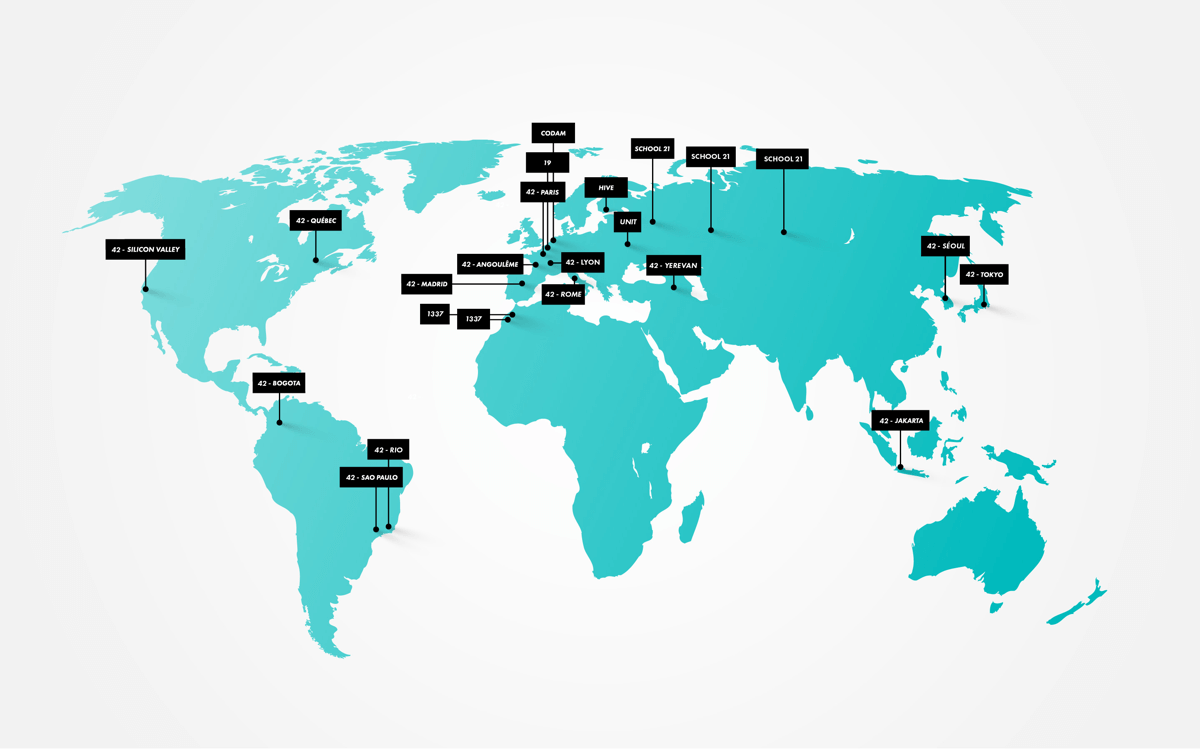 CODAM
SCHOOL 21
SCHOOL 21
SCHOOL 21
19
42 - PARIS
HIVE
42 - QUÉBEC
UNIT
42 - SILICON VALLEY
42 - SÉOUL
42 - ANGOULÊME
42 - LYON
42 - YEREVAN
42 - TOKYO
42 - MADRID
42 - ROME
1337
1337
42 - BOGOTA
42 - JAKARTA
42 - RIO
42 - SAO PAULO